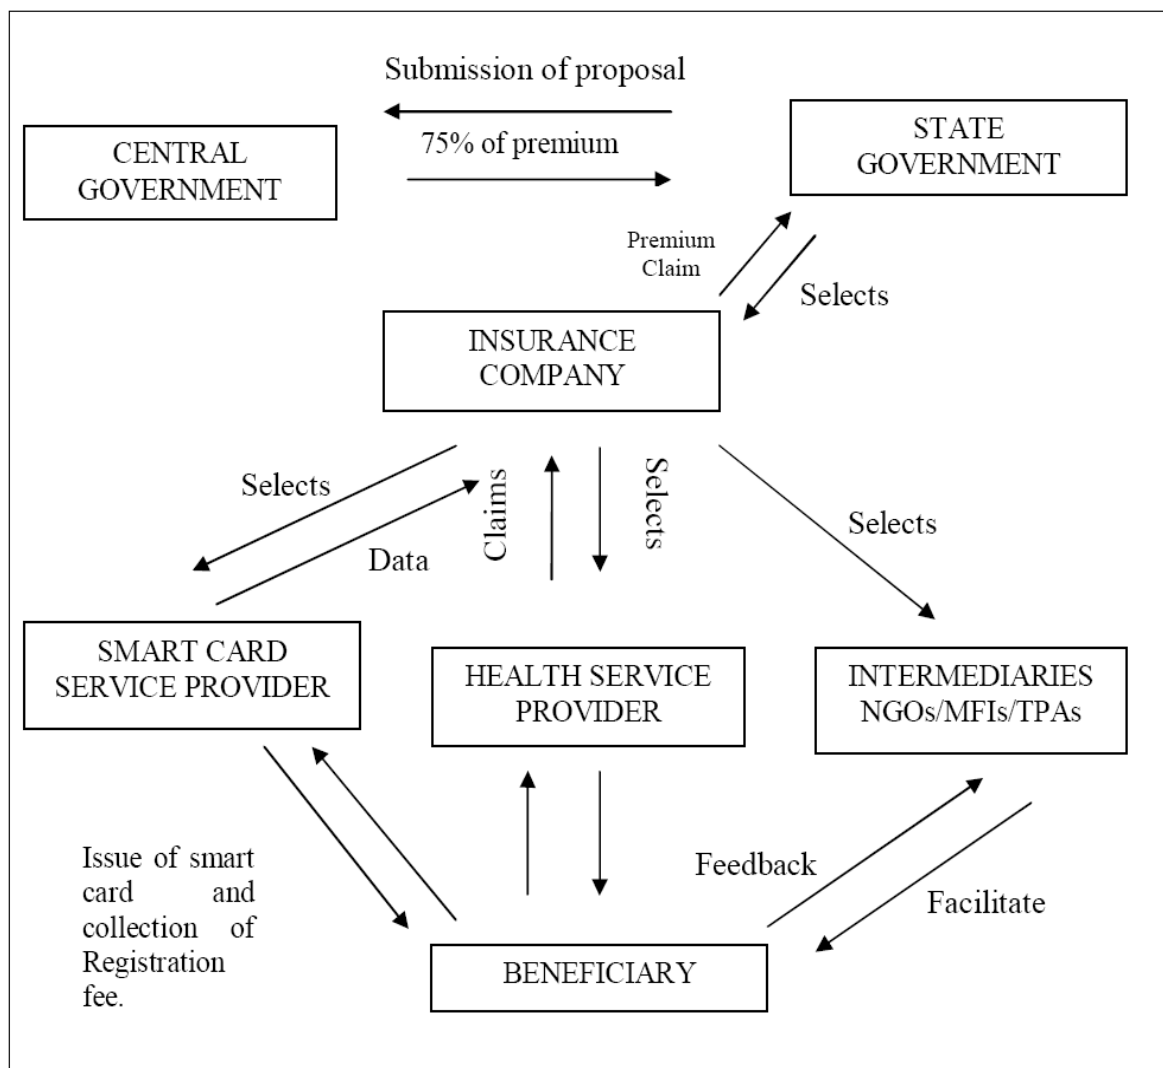 Submission of proposal
75% of premium
CENTRAL
GOVERNMENT
STATE
GOVERNMENT
Premium
Claim
Selects
INSURANCE
COMPANY
Selects
Data
Claims
Selects
Selects
SMART CARD
SERVICE PROVIDER
HEALTH SERVICE
PROVIDER
INTERMEDIARIES
NGOs/MFIs/TPAs
Issue of smart
card and
collection of
Registration
fee.
Feedback
Facilitate
BENEFICIARY